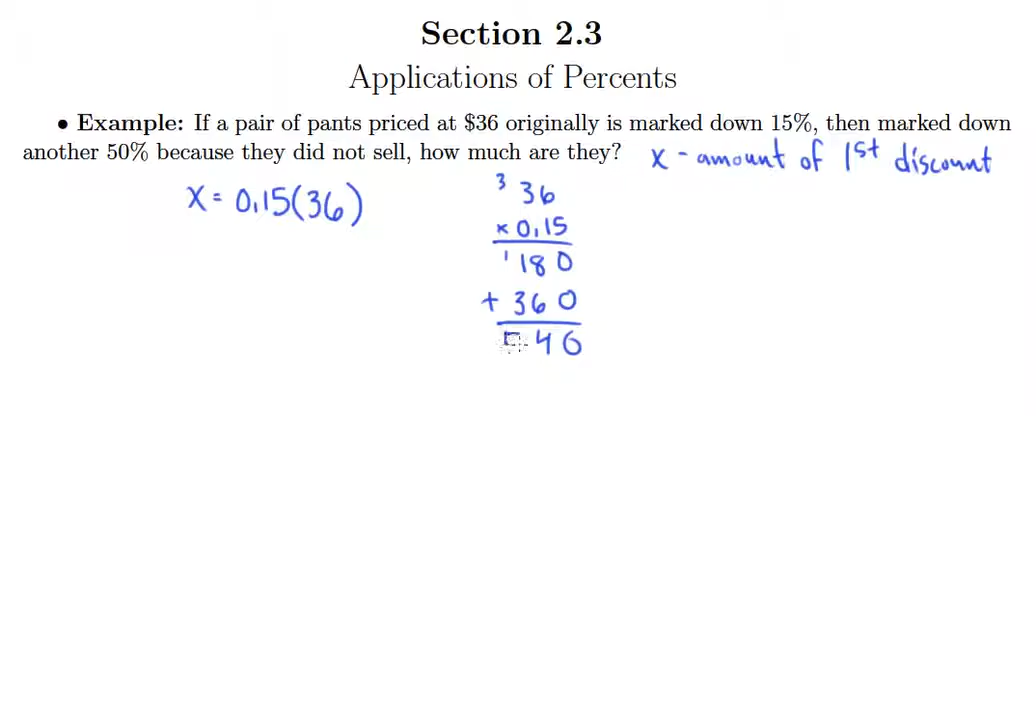 Section 2.3
Applications of Percents
• Example: If a pair of pants priced at $36 originally is marked down 15%, then marked down
another 50% because they did not sell, how much are they? x - amount of 1st discount
x = 0.15(36)
3 36
x 0.15
1 180
+ 360
5.40